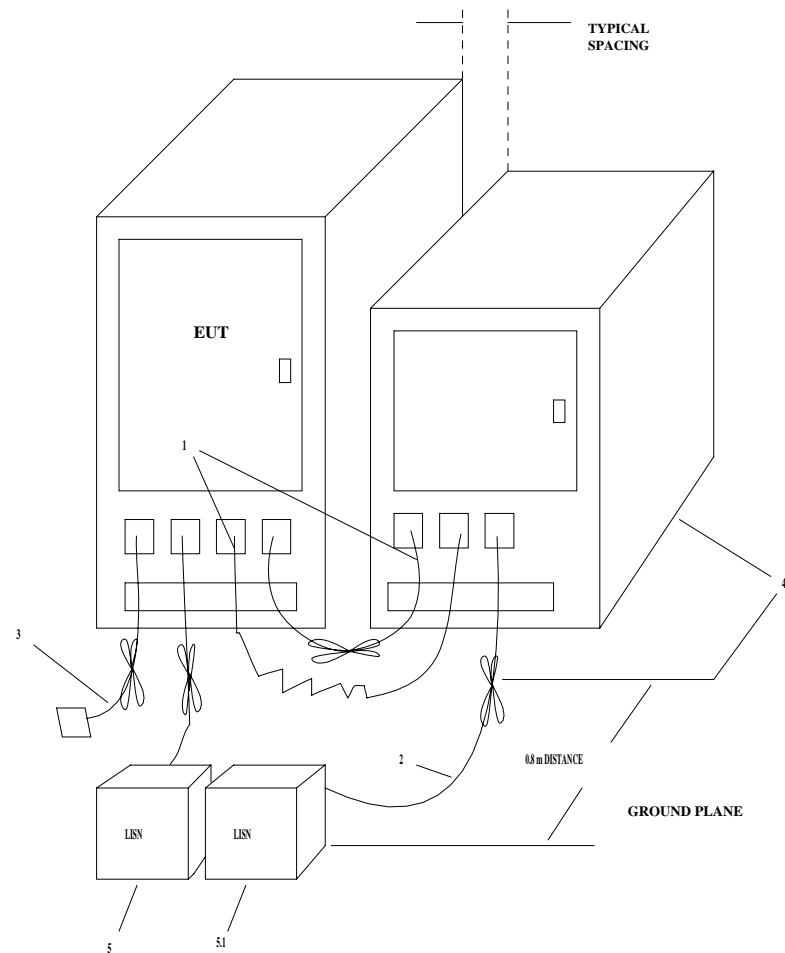 TYPICAL
SPACING
EUT
1
4
3
2
0.8 m DISTANCE
GROUND PLANE
LISN
LISN
5
5.1